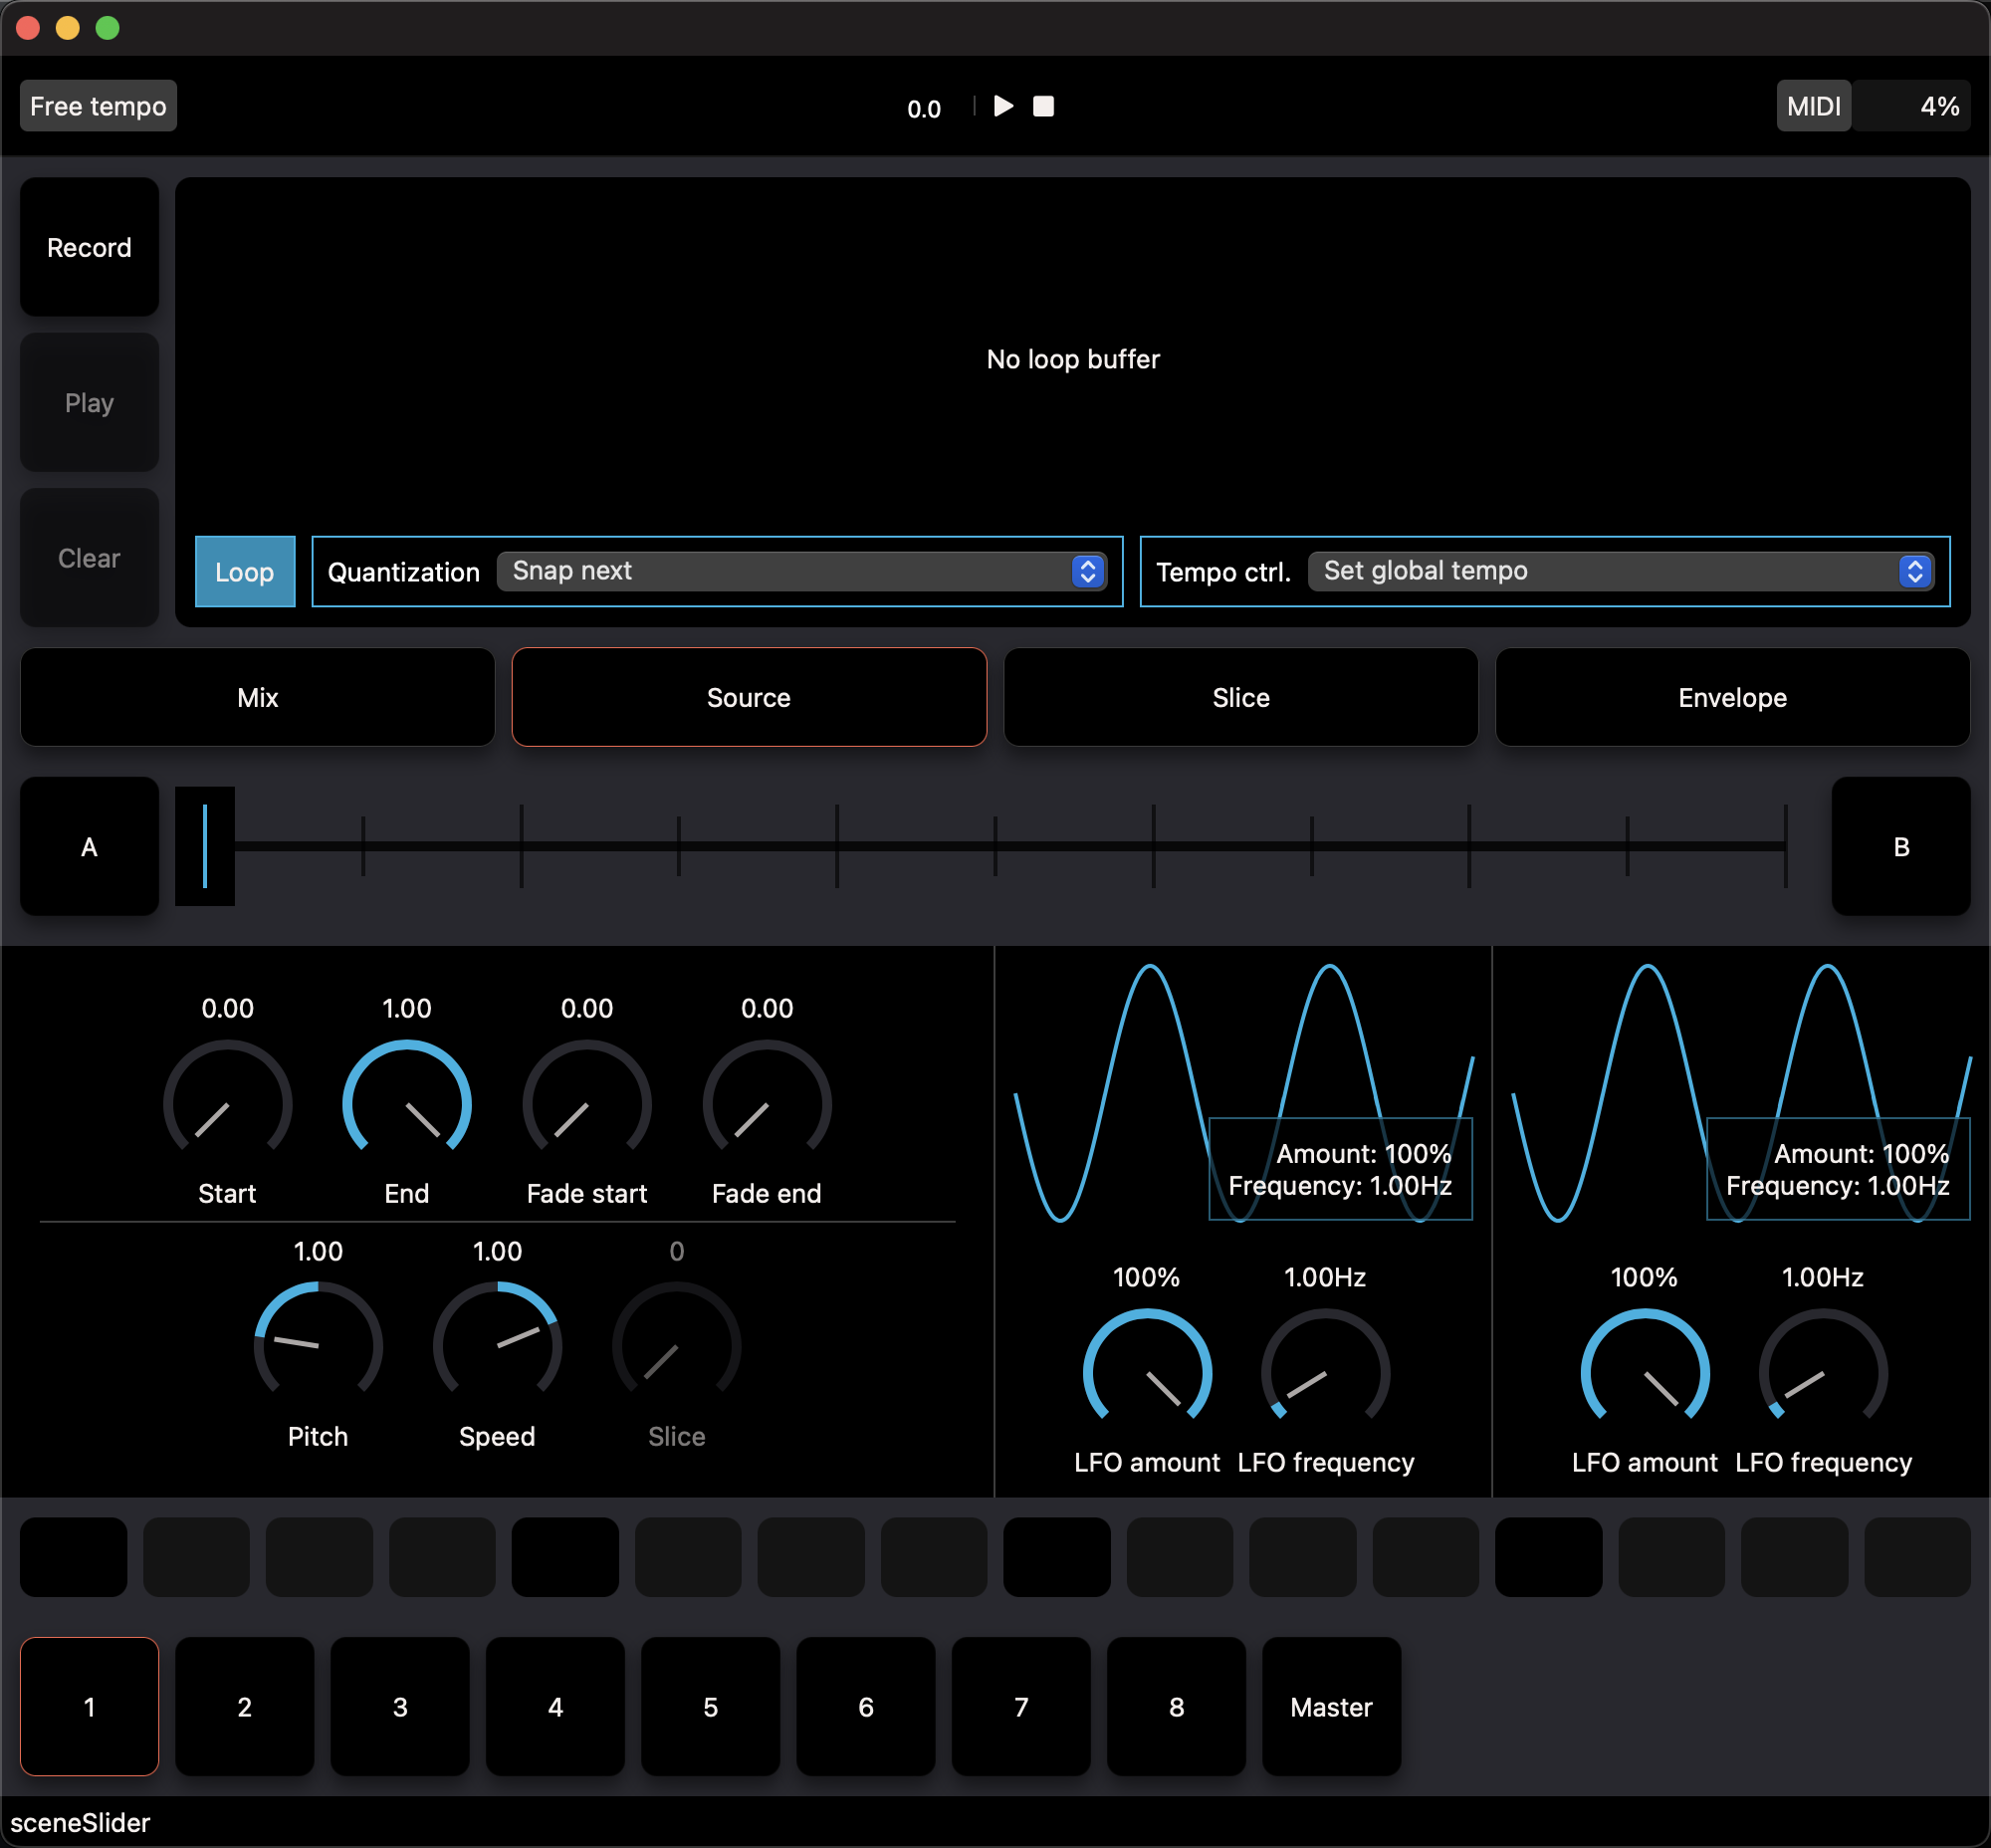 Free tempo
0.0
MIDI
4%
Record
Play
Clear
No loop buffer
Loop
Quantization
Snap next
Tempo ctrl.
Set global tempo
Mix
Source
Slice
Envelope
A
B
0.00
1.00
0.00
0.00
Start
End
Fade start
Fade end
1.00
1.00
0
Pitch
Speed
Slice
Amount: 100%
Frequency: 1.00Hz
100%
1.00Hz
LFO amount
LFO frequency
Amount: 100%
Frequency: 1.00Hz
100%
1.00Hz
LFO amount
LFO frequency
1
2
3
4
5
6
7
8
Master
sceneSlider